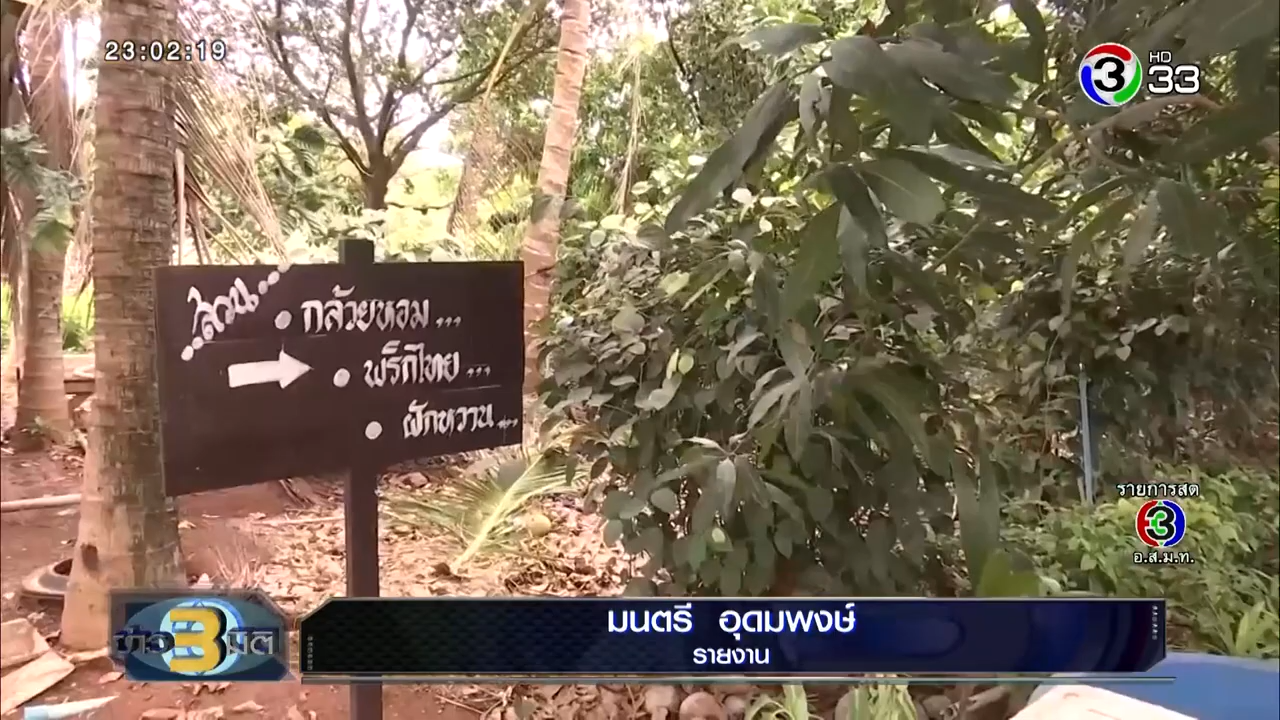 23:02:19
3 HD 33
สวน
กล้วยหอม...
พริกไทย...
ผักหวาน...
รายการสด
3
อ.ส.ม.ท.
ข่าว 3 มิติ
มนตรี อุดมพงษ์
รายงาน